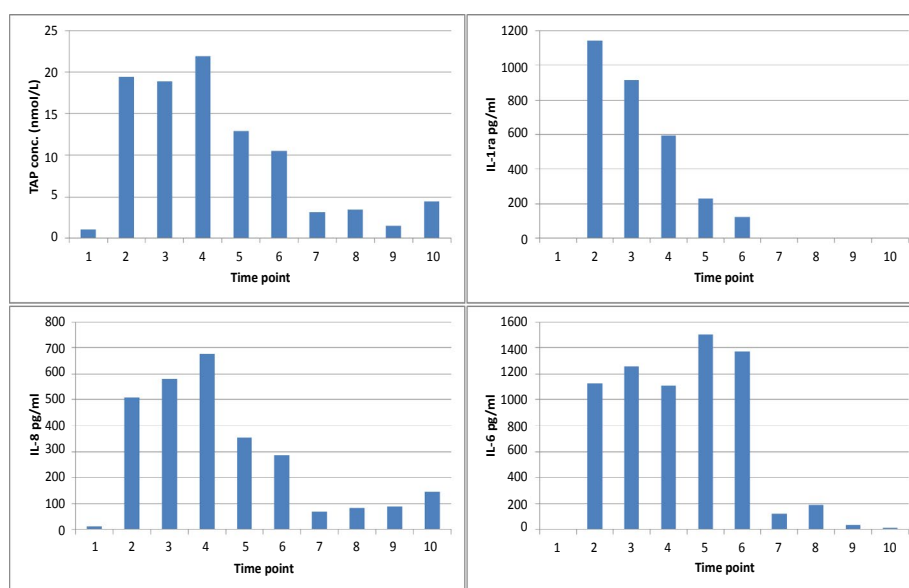 TAP conc. (nmol/L)
25
20
15
10
5
0
1 2 3 4 5 6 7 8 9 10
Time point
IL-1ra pg/ml
1200
1000
800
600
400
200
0
1 2 3 4 5 6 7 8 9 10
Time point
IL-8 pg/ml
800
700
600
500
400
300
200
100
0
1 2 3 4 5 6 7 8 9 10
Time point
IL-6 pg/ml
1600
1400
1200
1000
800
600
400
200
0
1 2 3 4 5 6 7 8 9 10
Time point